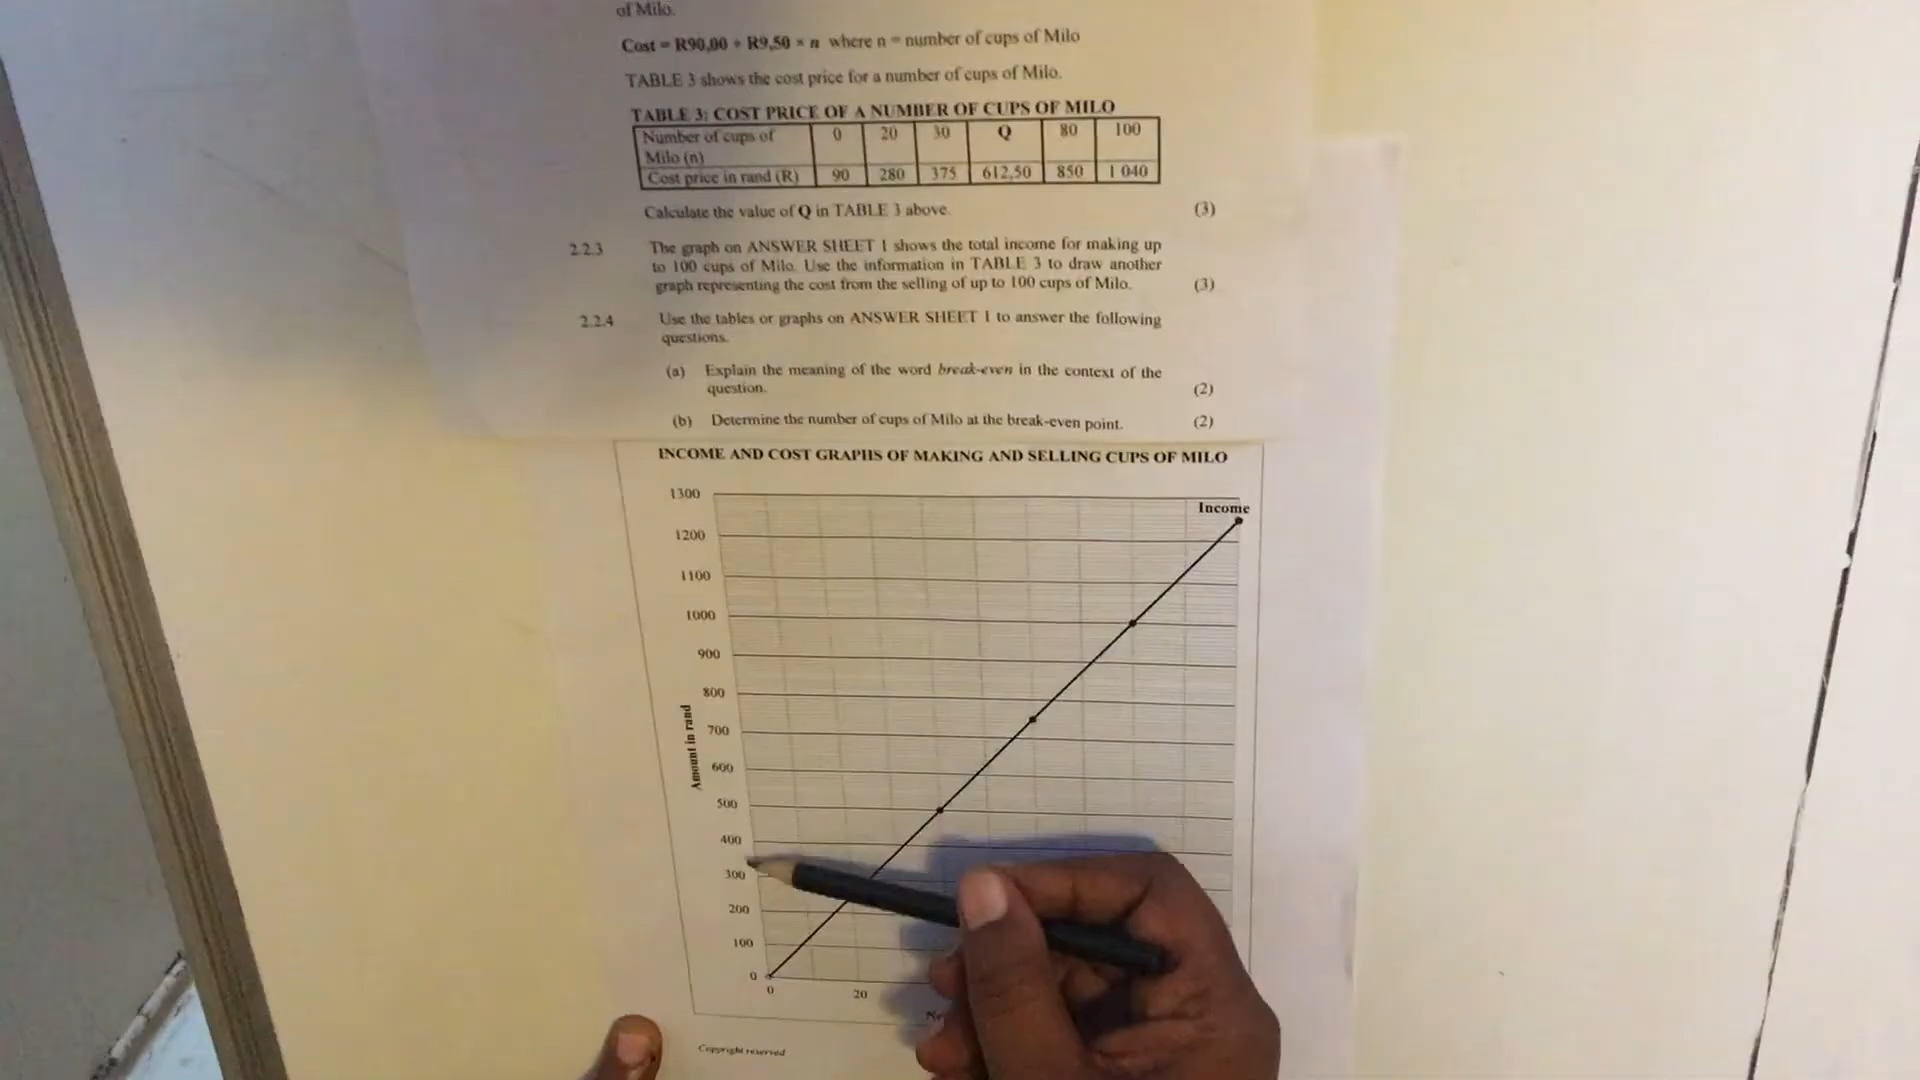 of Milo.
Cost = R90,00 + R9,50 × n where n = number of cups of Milo
TABLE 3 shows the cost price for a number of cups of Milo.
TABLE 3: COST PRICE OF A NUMBER OF CUPS OF MILO
Number of cups of Milo (n) 0 20 30 Q 80 100
Cost price in rand (R) 90 280 375 612,50 850 1 040
Calculate the value of Q in TABLE 3 above. (3)
2.2.3 The graph on ANSWER SHEET 1 shows the total income for making up
to 100 cups of Milo. Use the information in TABLE 3 to draw another
graph representing the cost from the selling of up to 100 cups of Milo. (3)
2.2.4 Use the tables or graphs on ANSWER SHEET 1 to answer the following
questions.
(a) Explain the meaning of the word break-even in the context of the
question. (2)
(b) Determine the number of cups of Milo at the break-even point. (2)
INCOME AND COST GRAPHS OF MAKING AND SELLING CUPS OF MILO
1300
Income
1200
1100
1000
900
800
700
600
500
400
300
200
100
0
Amount in rand
0 20
Copyright reserved